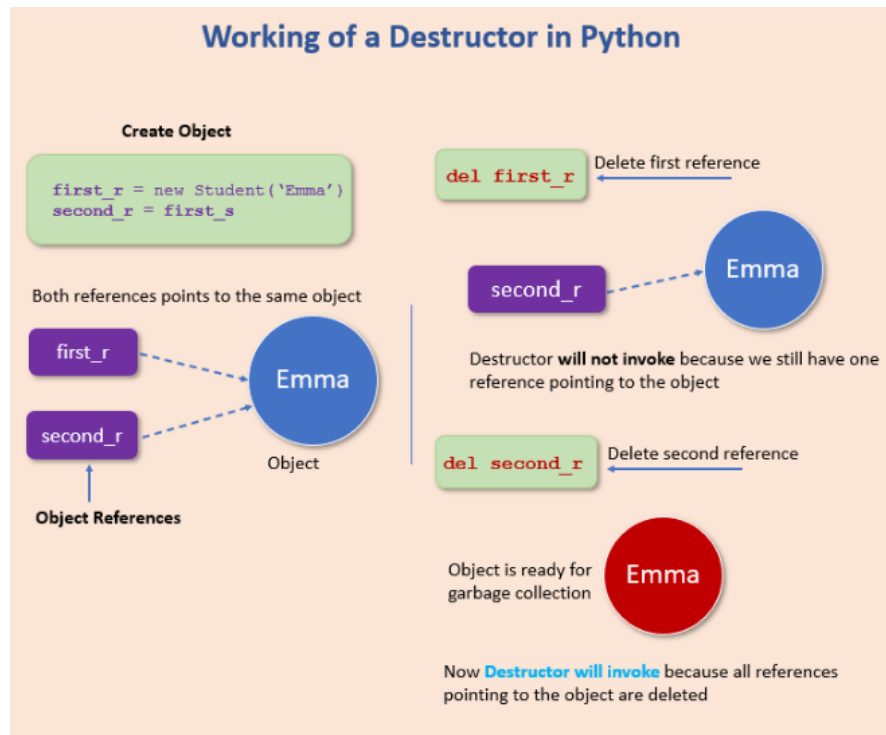 Working of a Destructor in Python
Create Object
first_r = new Student(‘Emma’)
second_r = first_s
Both references points to the same object
first_r
second_r
Emma
Object
Object References
del first_r
Delete first reference
second_r
Emma
Destructor will not invoke because we still have one
reference pointing to the object
del second_r
Delete second reference
Object is ready for
garbage collection
Emma
Now Destructor will invoke because all references
pointing to the object are deleted